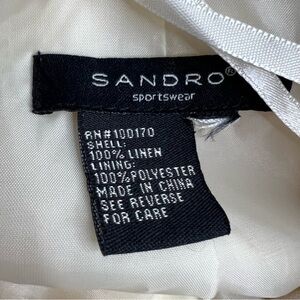 SANDRO®
sportswear
RN#100170
SHELL:
100% LINEN
LINING:
100%POLYESTER
MADE IN CHINA
SEE REVERSE
FOR CARE